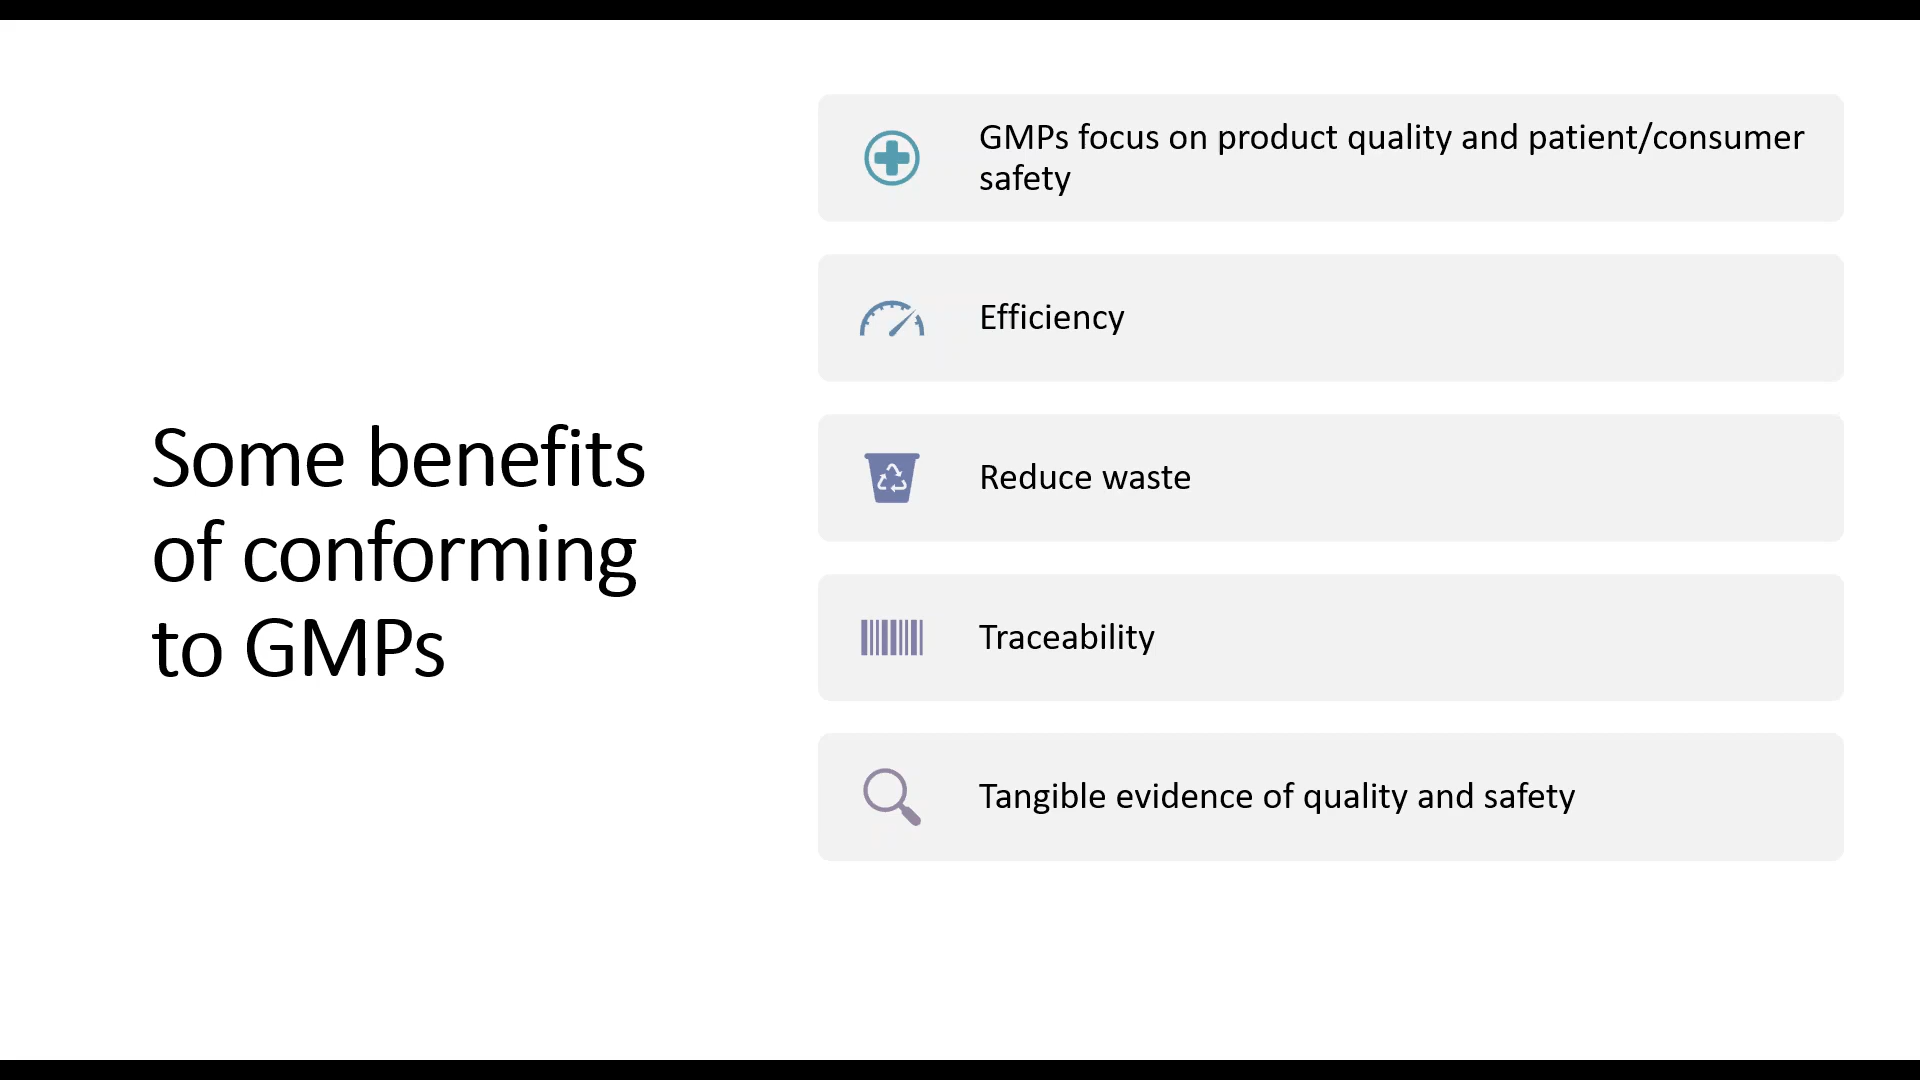 Some benefits
of conforming
to GMPs
GMPs focus on product quality and patient/consumer
safety
Efficiency
Reduce waste
Traceability
Tangible evidence of quality and safety